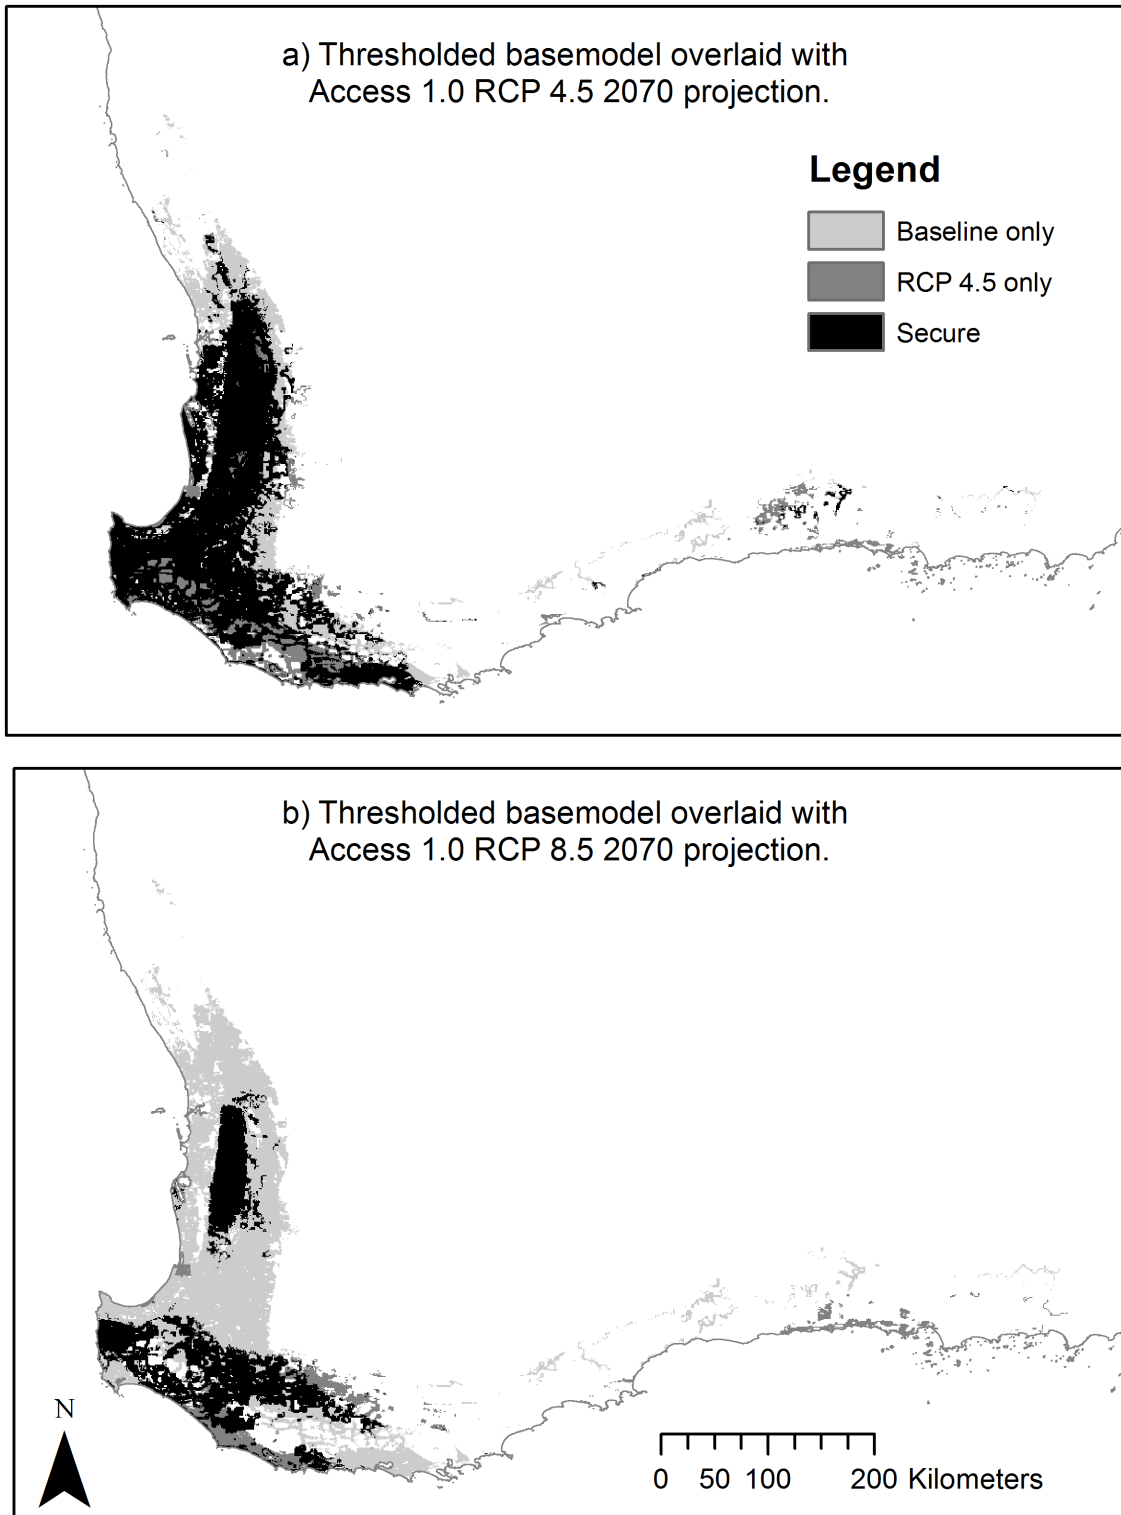 a) Thresholded basemodel overlaid with
Access 1.0 RCP 4.5 2070 projection.
Legend
Baseline only
RCP 4.5 only
Secure
b) Thresholded basemodel overlaid with
Access 1.0 RCP 8.5 2070 projection.
N
0 50 100 200 Kilometers